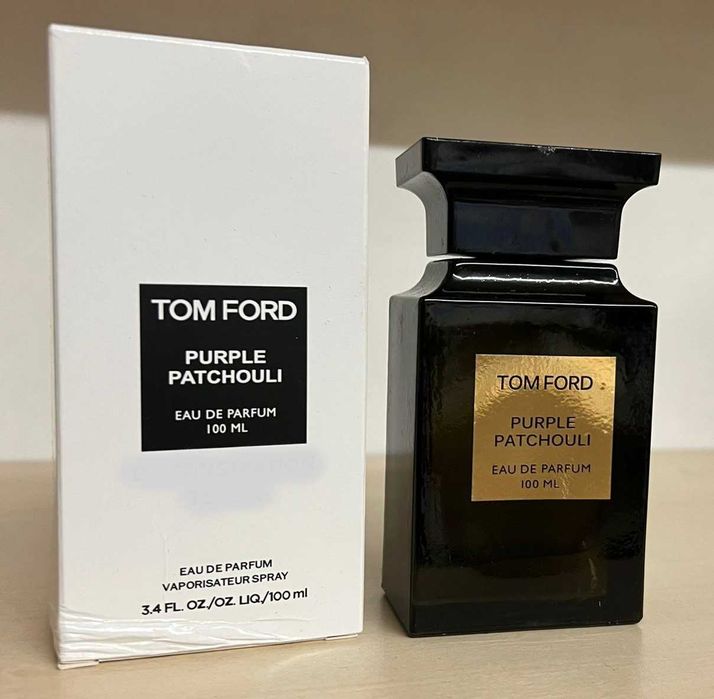 TOM FORD
PURPLE
PATCHOULI
EAU DE PARFUM
100 ML
EAU DE PARFUM
VAPORISATEUR SPRAY
3.4 FL. OZ./OZ. LIQ./100 ml
TOM FORD
PURPLE
PATCHOULI
EAU DE PARFUM
100 ML